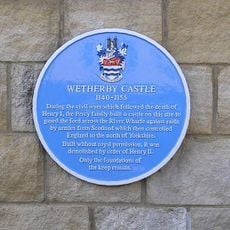 WETHERBY CASTLE
1140-1155
During the civil wars which followed the death of
Henry I, the Percy family built a castle on this site to
guard the ford across the River Wharfe against raids
by armies from Scotland which then controlled
England to the north of Yorkshire.
Built without royal permission, it was
demolished by order of Henry II.
Only the foundations of
the keep remain.